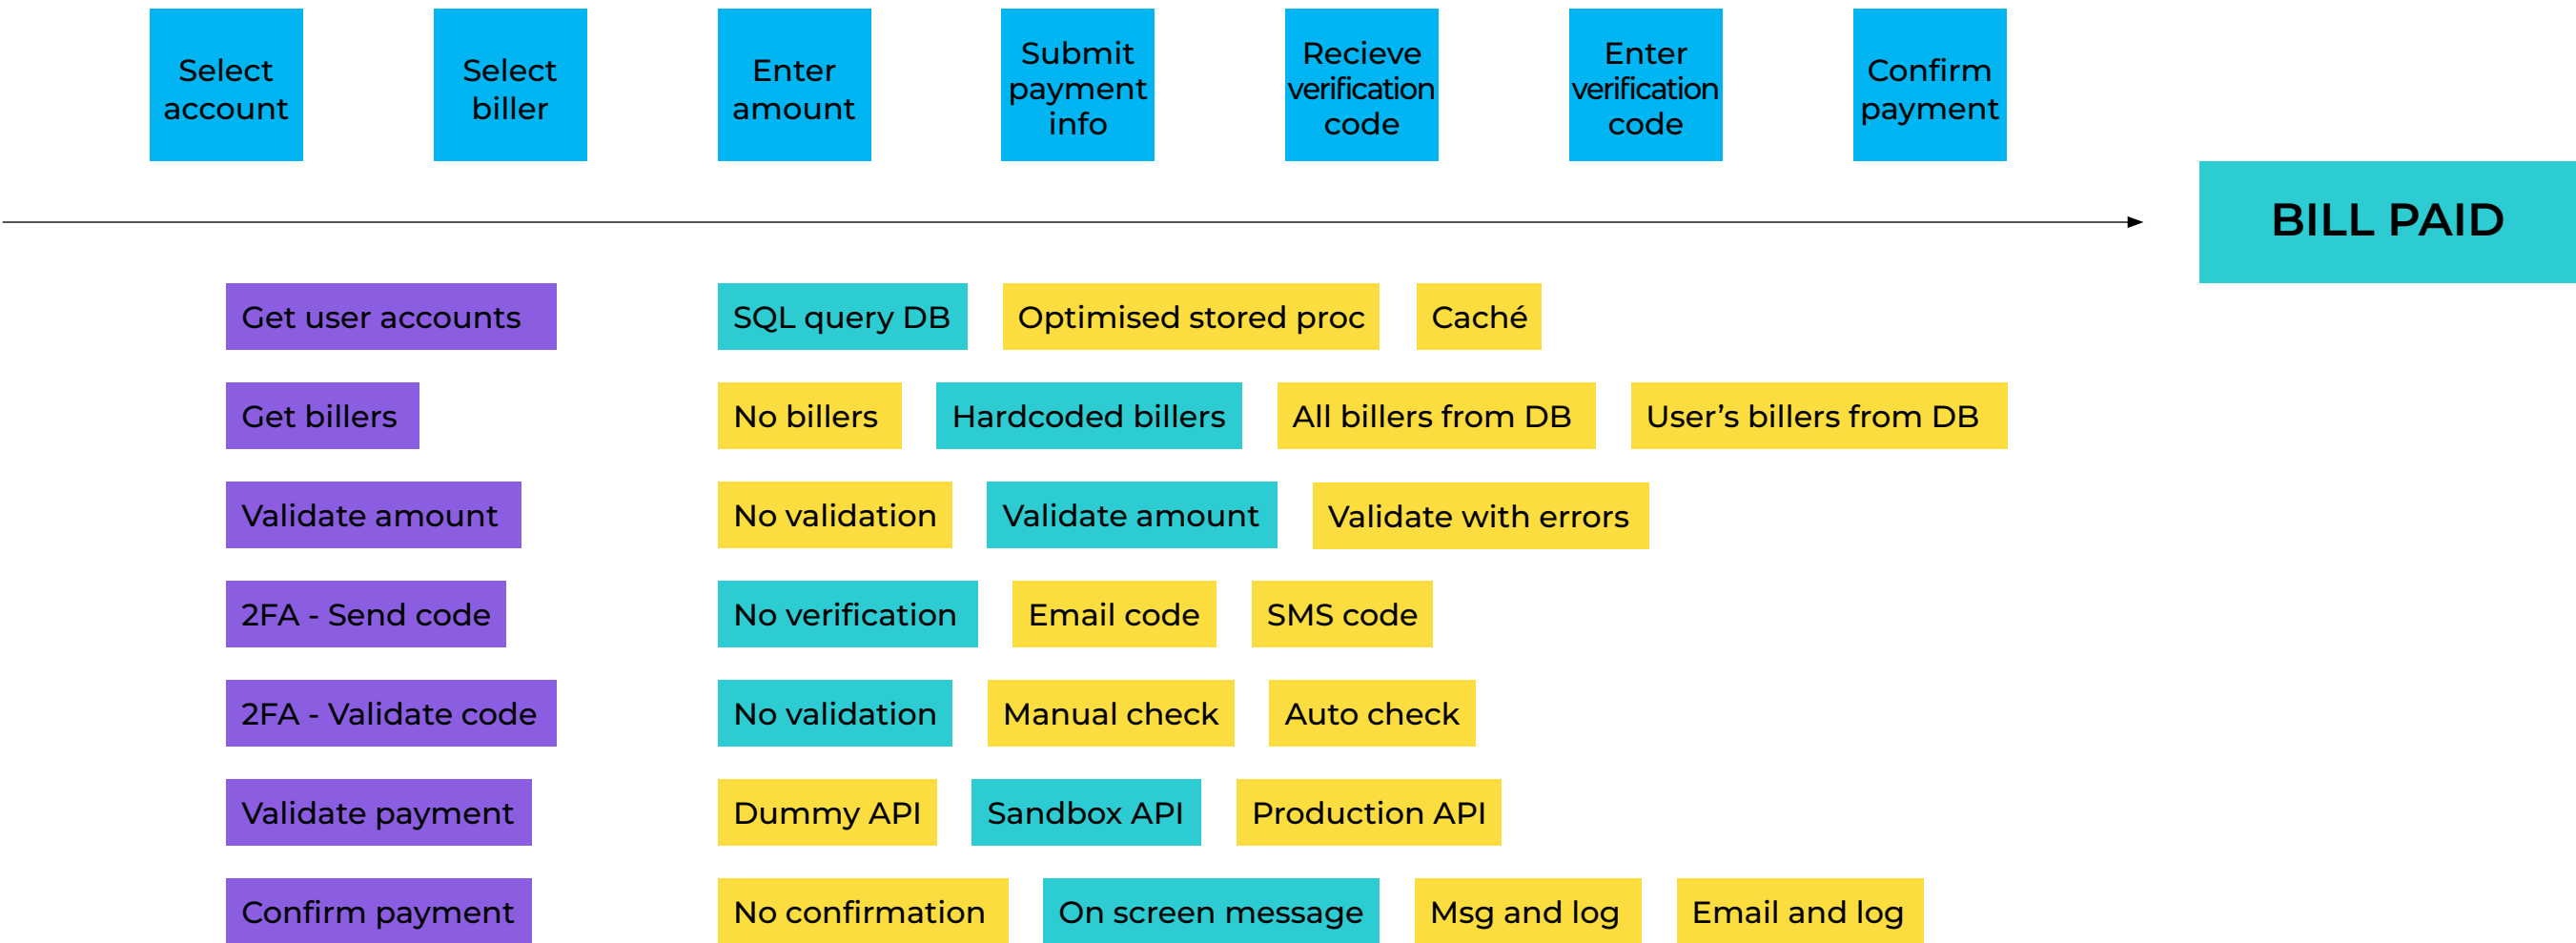 Select
account
Select
biller
Enter
amount
Submit
payment
info
Recieve
verification
code
Enter
verification
code
Confirm
payment
BILL PAID
Get user accounts
SQL query DB
Optimised stored proc
Caché
Get billers
No billers
Hardcoded billers
All billers from DB
User’s billers from DB
Validate amount
No validation
Validate amount
Validate with errors
2FA - Send code
No verification
Email code
SMS code
2FA - Validate code
No validation
Manual check
Auto check
Validate payment
Dummy API
Sandbox API
Production API
Confirm payment
No confirmation
On screen message
Msg and log
Email and log